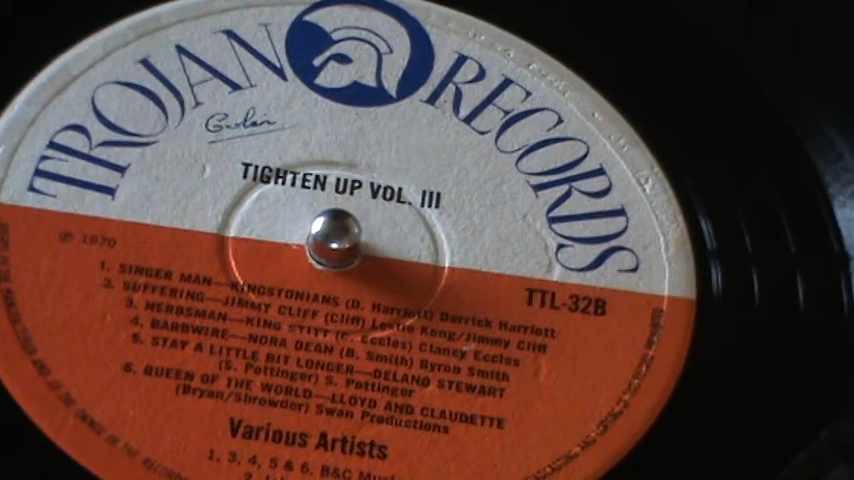 TROJAN RECORDS
TIGHTEN UP VOL. III
℗ 1970
TTL-32B
1. SINGER MAN—KINGSTONIANS (D. Harriott) Derrick Harriott
2. SUFFERING—JIMMY CLIFF (Cliff) Leslie Kong/Jimmy Cliff
3. HERBSMAN—KING STITT (C. Eccles) Clancy Eccles
4. BARBWIRE—NORA DEAN (B. Smith) Byron Smith
5. STAY A LITTLE BIT LONGER—DELANO STEWART
(S. Pottinger) S. Pottinger
6. QUEEN OF THE WORLD—LLOYD AND CLAUDETTE
(Bryan/Shrowder) Swan Productions
Various Artists
1, 3, 4, 5 & 6. B&C